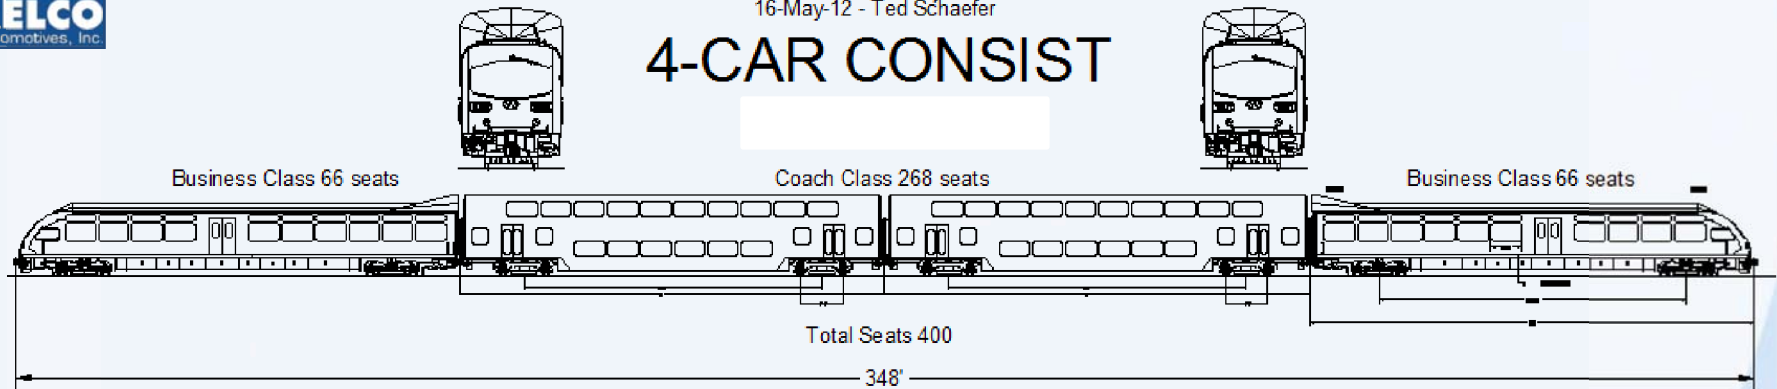 ELCO
omotives, Inc.
16-May-12 - Ted Schaefer
4-CAR CONSIST
Business Class 66 seats
Coach Class 268 seats
Business Class 66 seats
Total Seats 400
348'